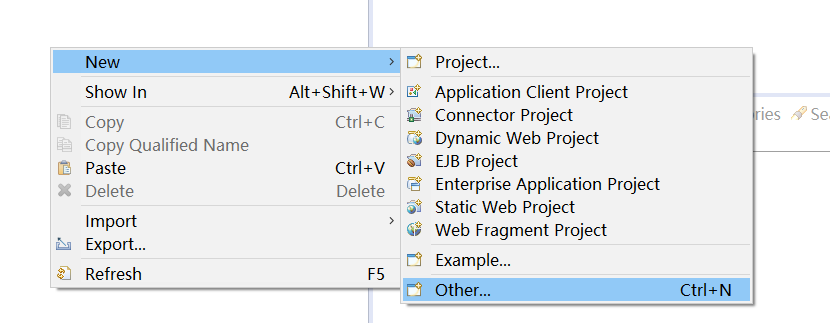 New
Show In Alt+Shift+W
Copy Ctrl+C
Copy Qualified Name
Paste Ctrl+V
Delete Delete
Import
Export...
Refresh F5
Project...
Application Client Project
Connector Project
Dynamic Web Project
EJB Project
Enterprise Application Project
Static Web Project
Web Fragment Project
Example...
Other... Ctrl+N
ories Sea